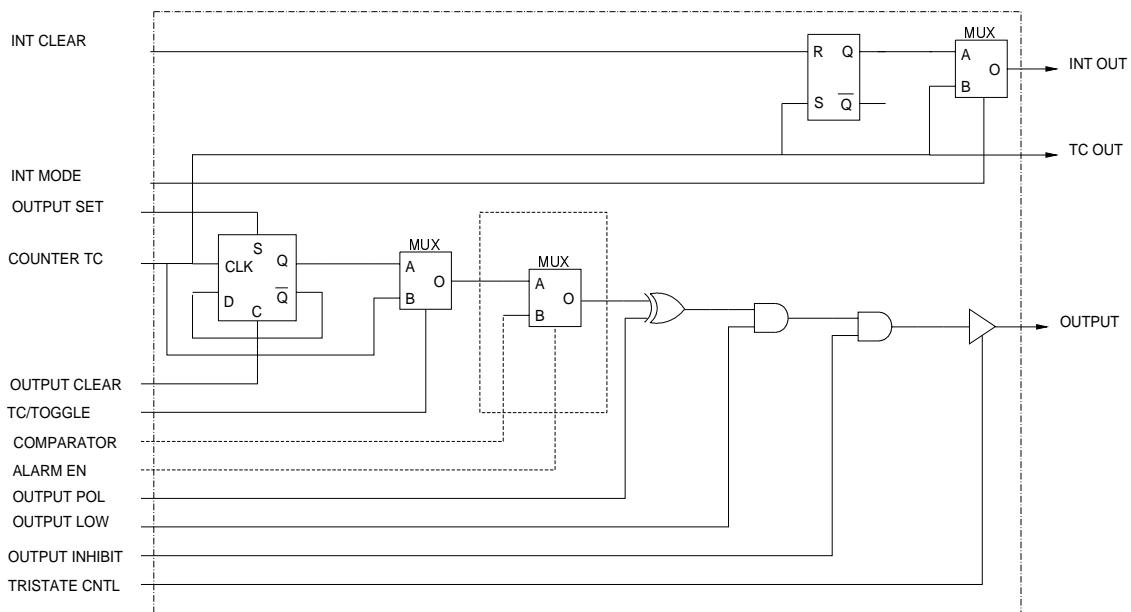 INT CLEAR
MUX
R Q
A
O
INT OUT
B
S Q
TC OUT
INT MODE
OUTPUT SET
COUNTER TC
S
CLK Q
D Q
C
MUX
A
O
B
MUX
A
O
B
OUTPUT
OUTPUT CLEAR
TC/TOGGLE
COMPARATOR
ALARM EN
OUTPUT POL
OUTPUT LOW
OUTPUT INHIBIT
TRISTATE CNTL